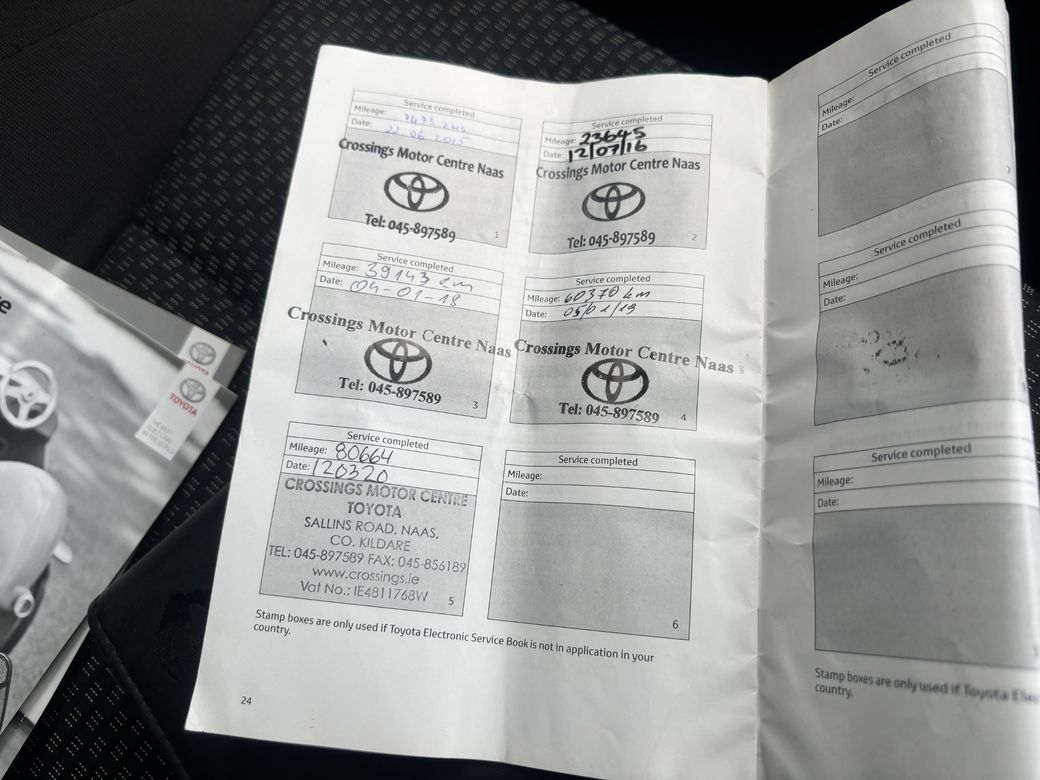 Service completed
Mileage:
Date: 22 06 2015
Crossings Motor Centre Naas
Tel: 045-897589
1
Service completed
Mileage: 23645
Date: 12/07/16
Crossings Motor Centre Naas
Tel: 045-897589
2
Service completed
Mileage: 39143 km
Date: 04-01-18
Crossings Motor Centre Naas
Tel: 045-897589
3
Service completed
Mileage: 60370 km
Date: 05/01/19
Crossings Motor Centre Naas
Tel: 045-897589
4
Service completed
Mileage: 80664
Date: 120320
CROSSINGS MOTOR CENTRE
TOYOTA
SALLINS ROAD, NAAS,
CO. KILDARE
TEL: 045-897589 FAX: 045-856189
www.crossings.ie
Vat No.: IE4811768W
5
Service completed
Date:
6
Stamp boxes are only used if Toyota Electronic Service Book is not in application in your
country.
24
Service completed
Mileage:
Date:
7
Service completed
Mileage:
Date:
Service completed
Mileage:
Date:
Stamp boxes are only used if Toyota Ele
country.
TOYOTA